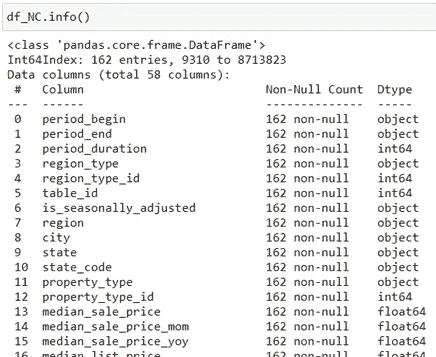 df_NC.info()
<class 'pandas.core.frame.DataFrame'>
Int64Index: 162 entries, 9310 to 8713823
Data columns (total 58 columns):
 #   Column                 Non-Null Count  Dtype
---  ------                 --------------  -----
 0   period_begin           162 non-null    object
 1   period_end             162 non-null    object
 2   period_duration        162 non-null    int64
 3   region_type            162 non-null    object
 4   region_type_id         162 non-null    int64
 5   table_id               162 non-null    int64
 6   is_seasonally_adjusted 162 non-null    object
 7   region                 162 non-null    object
 8   city                   162 non-null    object
 9   state                  162 non-null    object
 10  state_code             162 non-null    object
 11  property_type          162 non-null    object
 12  property_type_id       162 non-null    int64
 13  median_sale_price      162 non-null    float64
 14  median_sale_price_mom  162 non-null    float64
 15  median_sale_price_yoy  162 non-null    float64
 16  median_list_price      162 non-null    float64